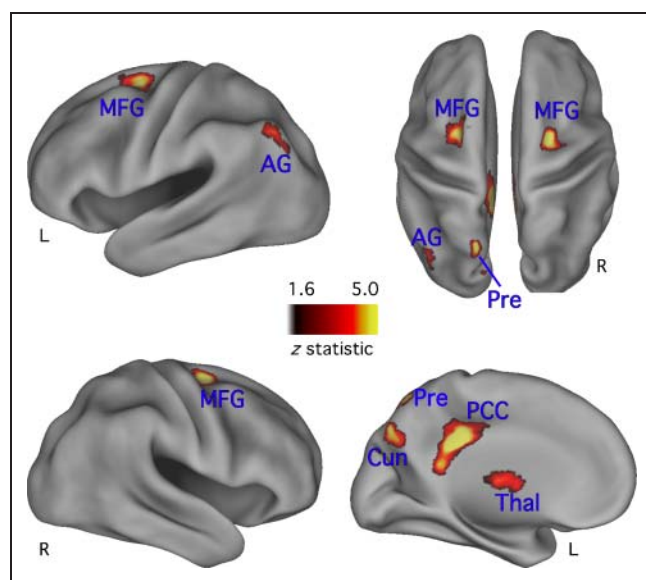 MFG
AG
L
MFG MFG
AG
Pre
R
1.6 5.0
z statistic
MFG
R
Pre
PCC
Cun
Thal
L